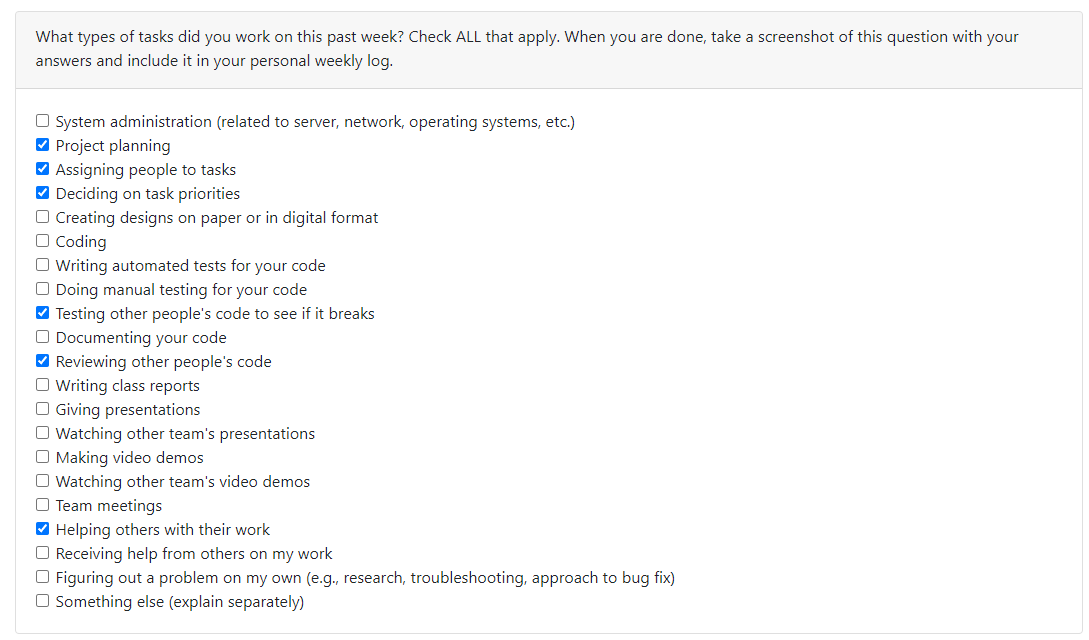 What types of tasks did you work on this past week? Check ALL that apply. When you are done, take a screenshot of this question with your
answers and include it in your personal weekly log.
System administration (related to server, network, operating systems, etc.)
Project planning
Assigning people to tasks
Deciding on task priorities
Creating designs on paper or in digital format
Coding
Writing automated tests for your code
Doing manual testing for your code
Testing other people's code to see if it breaks
Documenting your code
Reviewing other people's code
Writing class reports
Giving presentations
Watching other team's presentations
Making video demos
Watching other team's video demos
Team meetings
Helping others with their work
Receiving help from others on my work
Figuring out a problem on my own (e.g., research, troubleshooting, approach to bug fix)
Something else (explain separately)